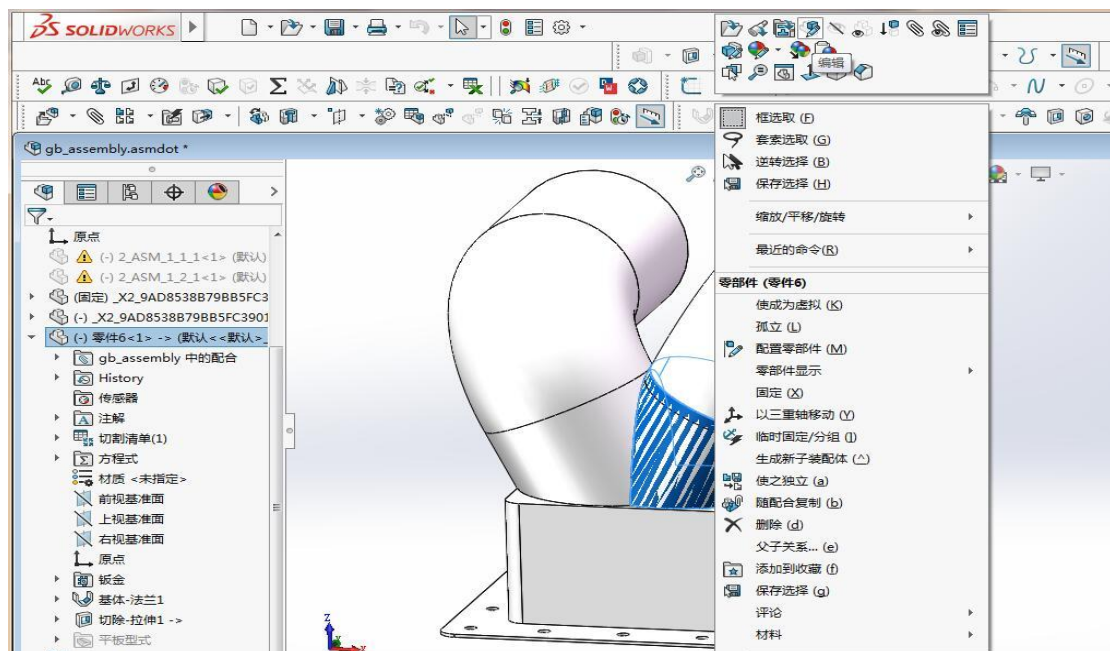 SOLIDWORKS
编辑
gb_assembly.asmdot *
原点
(-) 2_ASM_1_1_1<1> (默认)
(-) 2_ASM_1_2_1<1> (默认)
(固定) _X2_9AD8538B79BB5FC3
(-) _X2_9AD8538B79BB5FC3901
(-) 零件6<1> -> (默认<<默认>_
gb_assembly 中的配合
History
传感器
注解
切割清单(1)
方程式
材质 <未指定>
前视基准面
上视基准面
右视基准面
原点
钣金
基体-法兰1
切除-拉伸1 ->
平板型式
框选取 (F)
套索选取 (G)
逆转选择 (B)
保存选择 (H)
缩放/平移/旋转
最近的命令(R)
零部件 (零件6)
使成为虚拟 (K)
孤立 (L)
配置零部件 (M)
零部件显示
固定 (X)
以三重轴移动 (Y)
临时固定/分组 (])
生成新子装配体 (^)
使之独立 (a)
随配合复制 (b)
删除 (d)
父子关系... (e)
添加到收藏 (f)
保存选择 (g)
评论
材料
Z
X